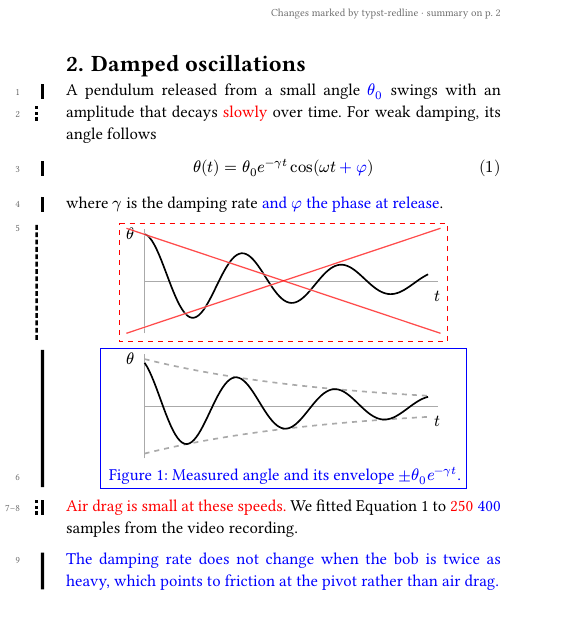 Changes marked by typst-redline · summary on p. 2
2. Damped oscillations
1 A pendulum released from a small angle θ₀ swings with an
2 amplitude that decays slowly over time. For weak damping, its
angle follows
3 θ(t) = θ₀e^{−γt} cos(ωt + φ) (1)
4 where γ is the damping rate and φ the phase at release.
5
θ
t
θ
t
6 Figure 1: Measured angle and its envelope ±θ₀e^{−γt}.
7–8 Air drag is small at these speeds. We fitted Equation 1 to 250 400
samples from the video recording.
9 The damping rate does not change when the bob is twice as
heavy, which points to friction at the pivot rather than air drag.